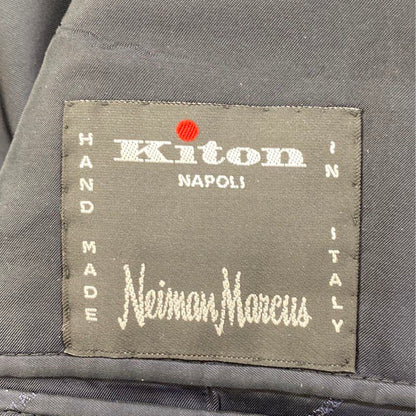 HAND MADE
Kiton
NAPOLI
Neiman Marcus
IN ITALY